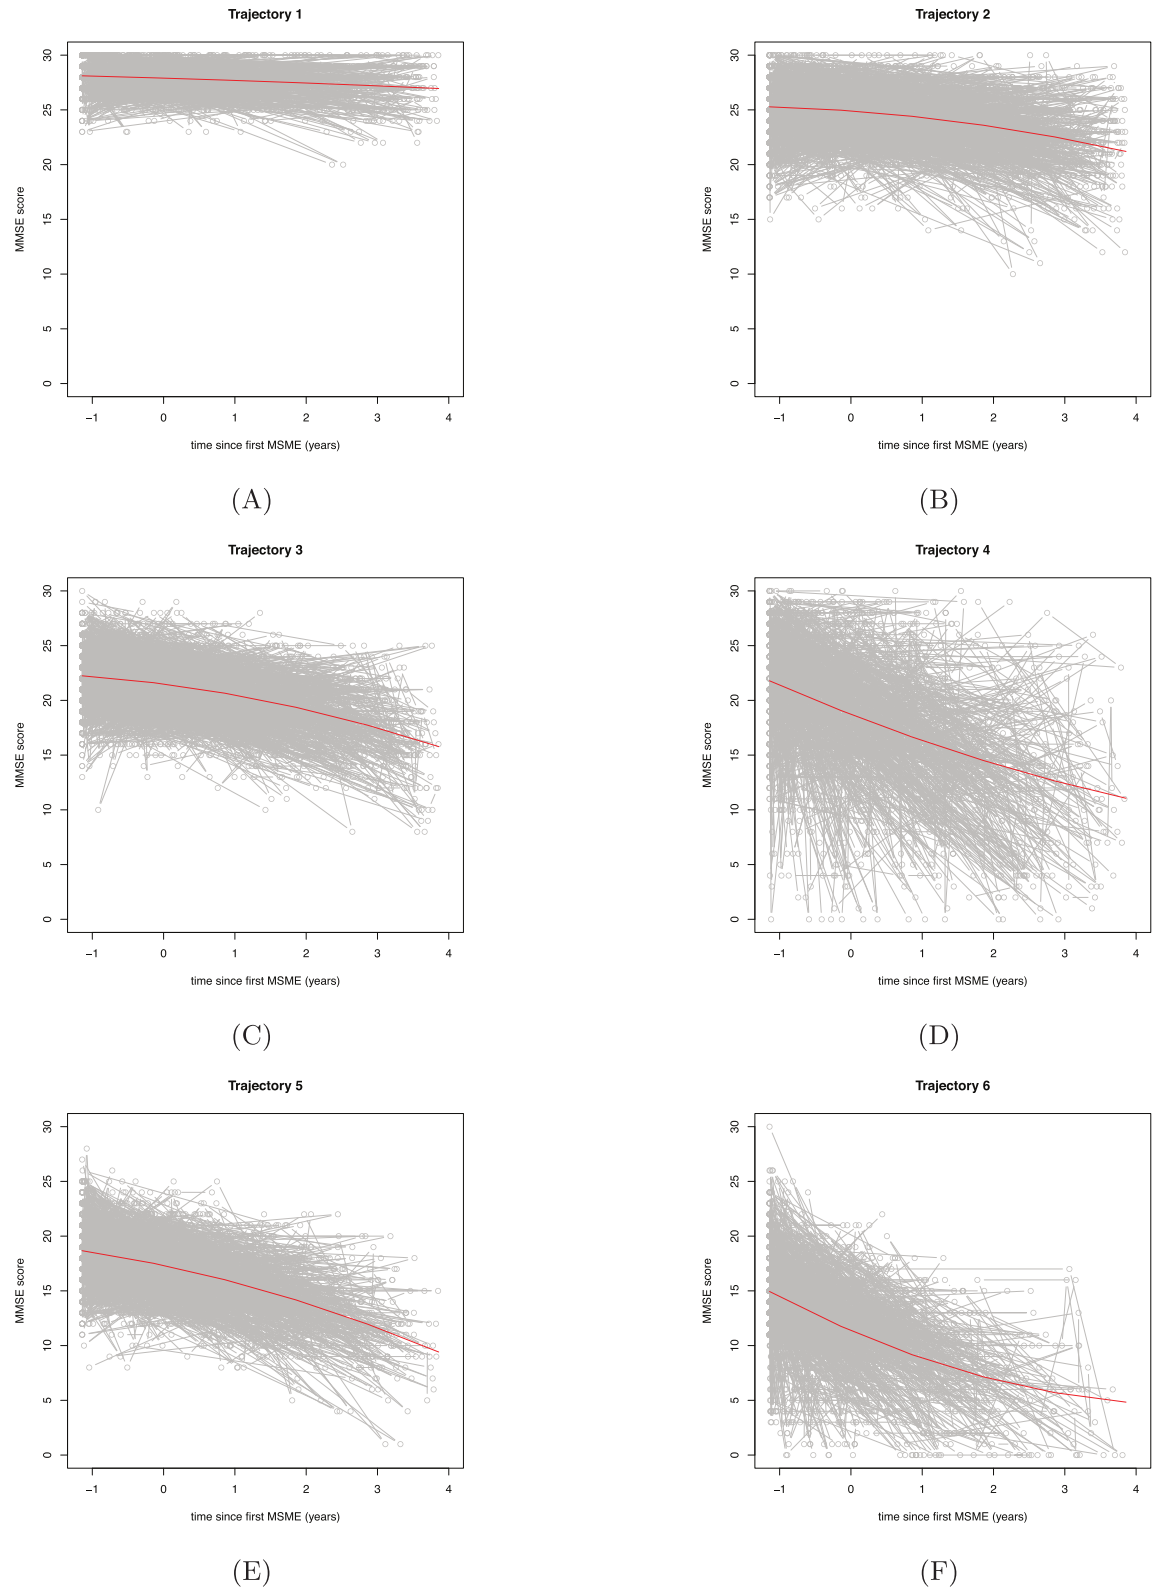 Trajectory 1
30
25
20
15
10
5
0
MMSE score
−1 0 1 2 3 4
time since first MSME (years)
(A)
Trajectory 2
30
25
20
15
10
5
0
MMSE score
−1 0 1 2 3 4
time since first MSME (years)
(B)
Trajectory 3
30
25
20
15
10
5
0
MMSE score
−1 0 1 2 3 4
time since first MSME (years)
(C)
Trajectory 4
30
25
20
15
10
5
0
MMSE score
−1 0 1 2 3 4
time since first MSME (years)
(D)
Trajectory 5
30
25
20
15
10
5
0
MMSE score
−1 0 1 2 3 4
time since first MSME (years)
(E)
Trajectory 6
30
25
20
15
10
5
0
MMSE score
−1 0 1 2 3 4
time since first MSME (years)
(F)